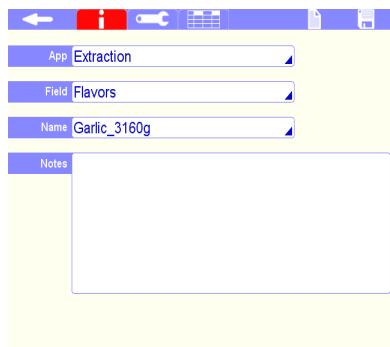 i
App Extraction
Field Flavors
Name Garlic_3160g
Notes